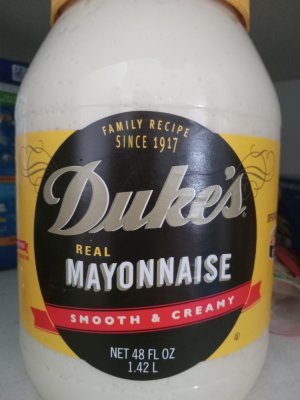 FAMILY RECIPE
SINCE 1917
Duke's
REAL
MAYONNAISE
SMOOTH & CREAMY
NET 48 FL OZ
1.42 L